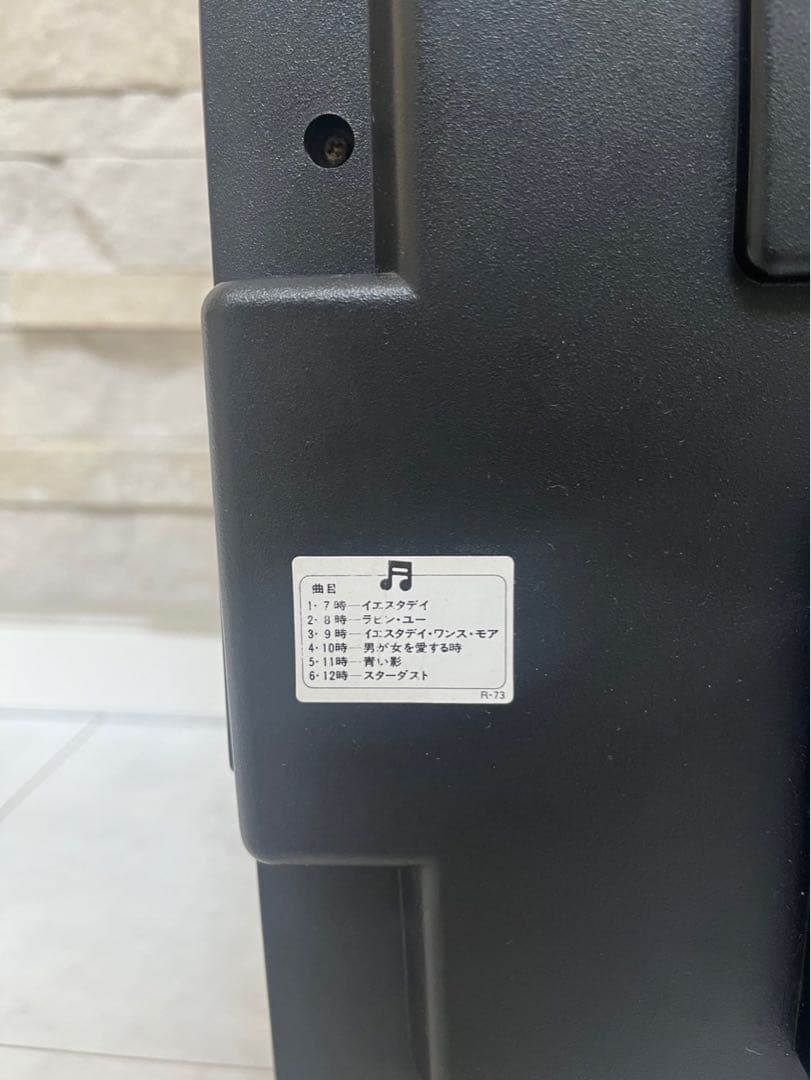 曲目
1・7時―イエスタデイ
2・8時―ラビン・ユー
3・9時―イエスタデイ・ワンス・モア
4・10時―男が女を愛する時
5・11時―青い影
6・12時―スターダスト
R-73